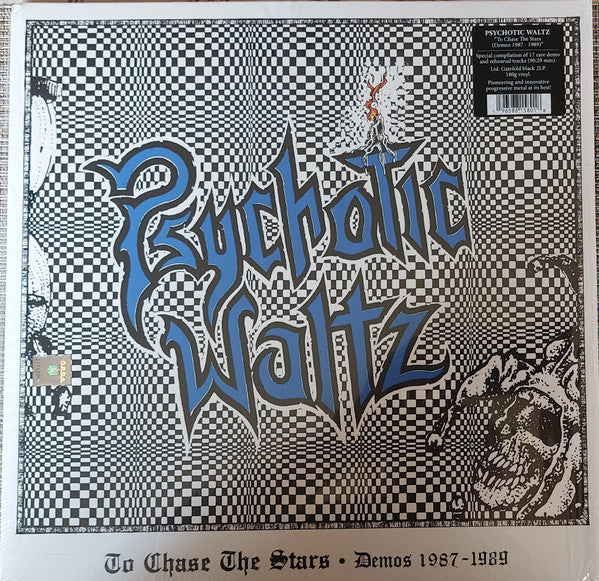 PSYCHOTIC WALTZ
"To Chase The Stars
(Demos 1987 - 1989)"
Special compilation of 17 rare demo
and rehearsal tracks (90:29 min).
Ltd. Gatefold black 2LP.
180g vinyl.
Pioneering and innovative
progressive metal at its best!
Psychotic
Waltz
To Chase The Stars • Demos 1987-1989